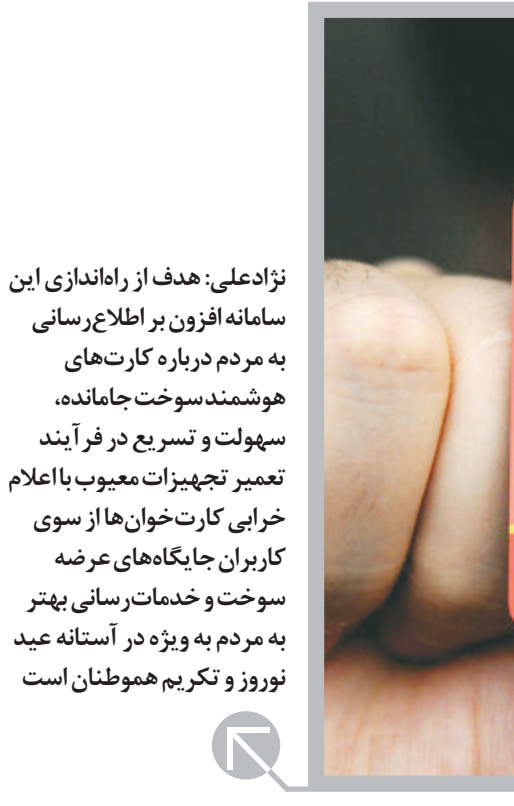 نژادعلی: هدف از راه‌اندازی این
سامانه افزون بر اطلاع‌رسانی
به مردم درباره کارت‌های
هوشمند سوخت جامانده،
سهولت و تسریع در فرآیند
تعمیر تجهیزات معیوب با اعلام
خرابی کارت‌خوان‌ها از سوی
کاربران جایگاه‌های عرضه
سوخت و خدمات‌رسانی بهتر
به مردم به ویژه در آستانه عید
نوروز و تکریم هموطنان است